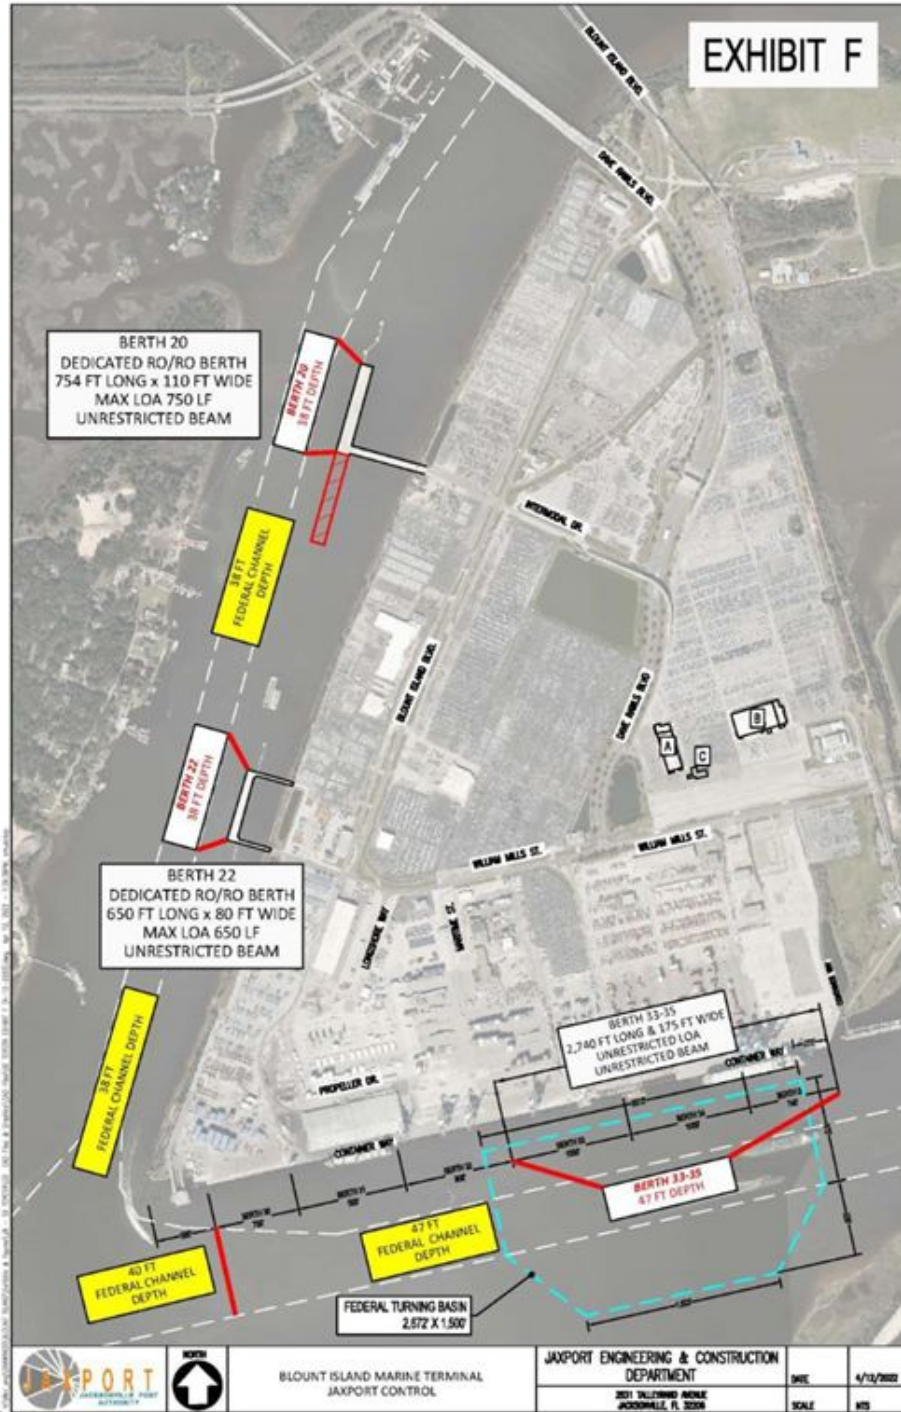 EXHIBIT F
BLOUNT ISLAND BLVD.
DAVE RAWLS BLVD.
BERTH 20
DEDICATED RO/RO BERTH
754 FT LONG x 110 FT WIDE
MAX LOA 750 LF
UNRESTRICTED BEAM
BERTH 20
38 FT DEPTH
INTERMODAL DR.
38 FT
FEDERAL CHANNEL
DEPTH
BLOUNT ISLAND BLVD.
DAVE RAWLS BLVD
A
B
C
BERTH 22
38 FT DEPTH
WILLIAM MILLS ST.
WILLIAM MILLS ST.
BERTH 22
DEDICATED RO/RO BERTH
650 FT LONG x 80 FT WIDE
MAX LOA 650 LF
UNRESTRICTED BEAM
LONGSHORE WAY
38 FT
FEDERAL CHANNEL DEPTH
BERTH 33-35
2,740 FT LONG & 175 FT WIDE
UNRESTRICTED LOA
UNRESTRICTED BEAM
CONTAINER WAY
PROPELLER DR.
CONTAINER WAY
BERTH 33-35
47 FT DEPTH
47 FT
FEDERAL CHANNEL
DEPTH
40 FT
FEDERAL CHANNEL
DEPTH
FEDERAL TURNING BASIN
2,672' X 1,500'
JAXPORT
JACKSONVILLE PORT
AUTHORITY
NORTH
BLOUNT ISLAND MARINE TERMINAL
JAXPORT CONTROL
JAXPORT ENGINEERING & CONSTRUCTION
DEPARTMENT
2831 TALLEYRAND AVENUE
JACKSONVILLE, FL 32206
DATE
4/12/2022
SCALE
NTS